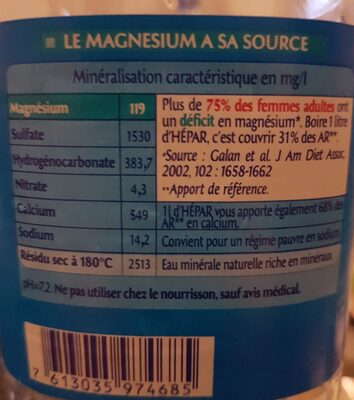 LE MAGNESIUM A SA SOURCE
Minéralisation caractéristique en mg/l
Magnésium 119
Sulfate 1530
Hydrogénocarbonate 383,7
Nitrate 4,3
Calcium 549
Sodium 14,2
Résidu sec à 180°C 2513
Plus de 75% des femmes adultes ont
un déficit en magnésium*. Boire 1 litre
d'HÉPAR, c'est couvrir 31% des AR**.
*Source : Galan et al. J Am Diet Assoc.
2002, 102 : 1658-1662
**Apport de référence.
1l d'HÉPAR vous apporte également 68% des
AR** en calcium.
Convient pour un régime pauvre en sodium.
Eau minérale naturelle riche en minéraux.
pH=7.2. Ne pas utiliser chez le nourrisson, sauf avis médical.
7 613035 974685